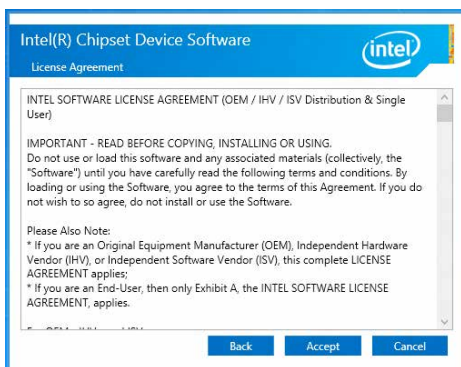 Intel(R) Chipset Device Software
intel
License Agreement
INTEL SOFTWARE LICENSE AGREEMENT (OEM / IHV / ISV Distribution & Single
User)
IMPORTANT - READ BEFORE COPYING, INSTALLING OR USING.
Do not use or load this software and any associated materials (collectively, the
"Software") until you have carefully read the following terms and conditions. By
loading or using the Software, you agree to the terms of this Agreement. If you do
not wish to so agree, do not install or use the Software.
Please Also Note:
* If you are an Original Equipment Manufacturer (OEM), Independent Hardware
Vendor (IHV), or Independent Software Vendor (ISV), this complete LICENSE
AGREEMENT applies;
* If you are an End-User, then only Exhibit A, the INTEL SOFTWARE LICENSE
AGREEMENT, applies.
Back Accept Cancel